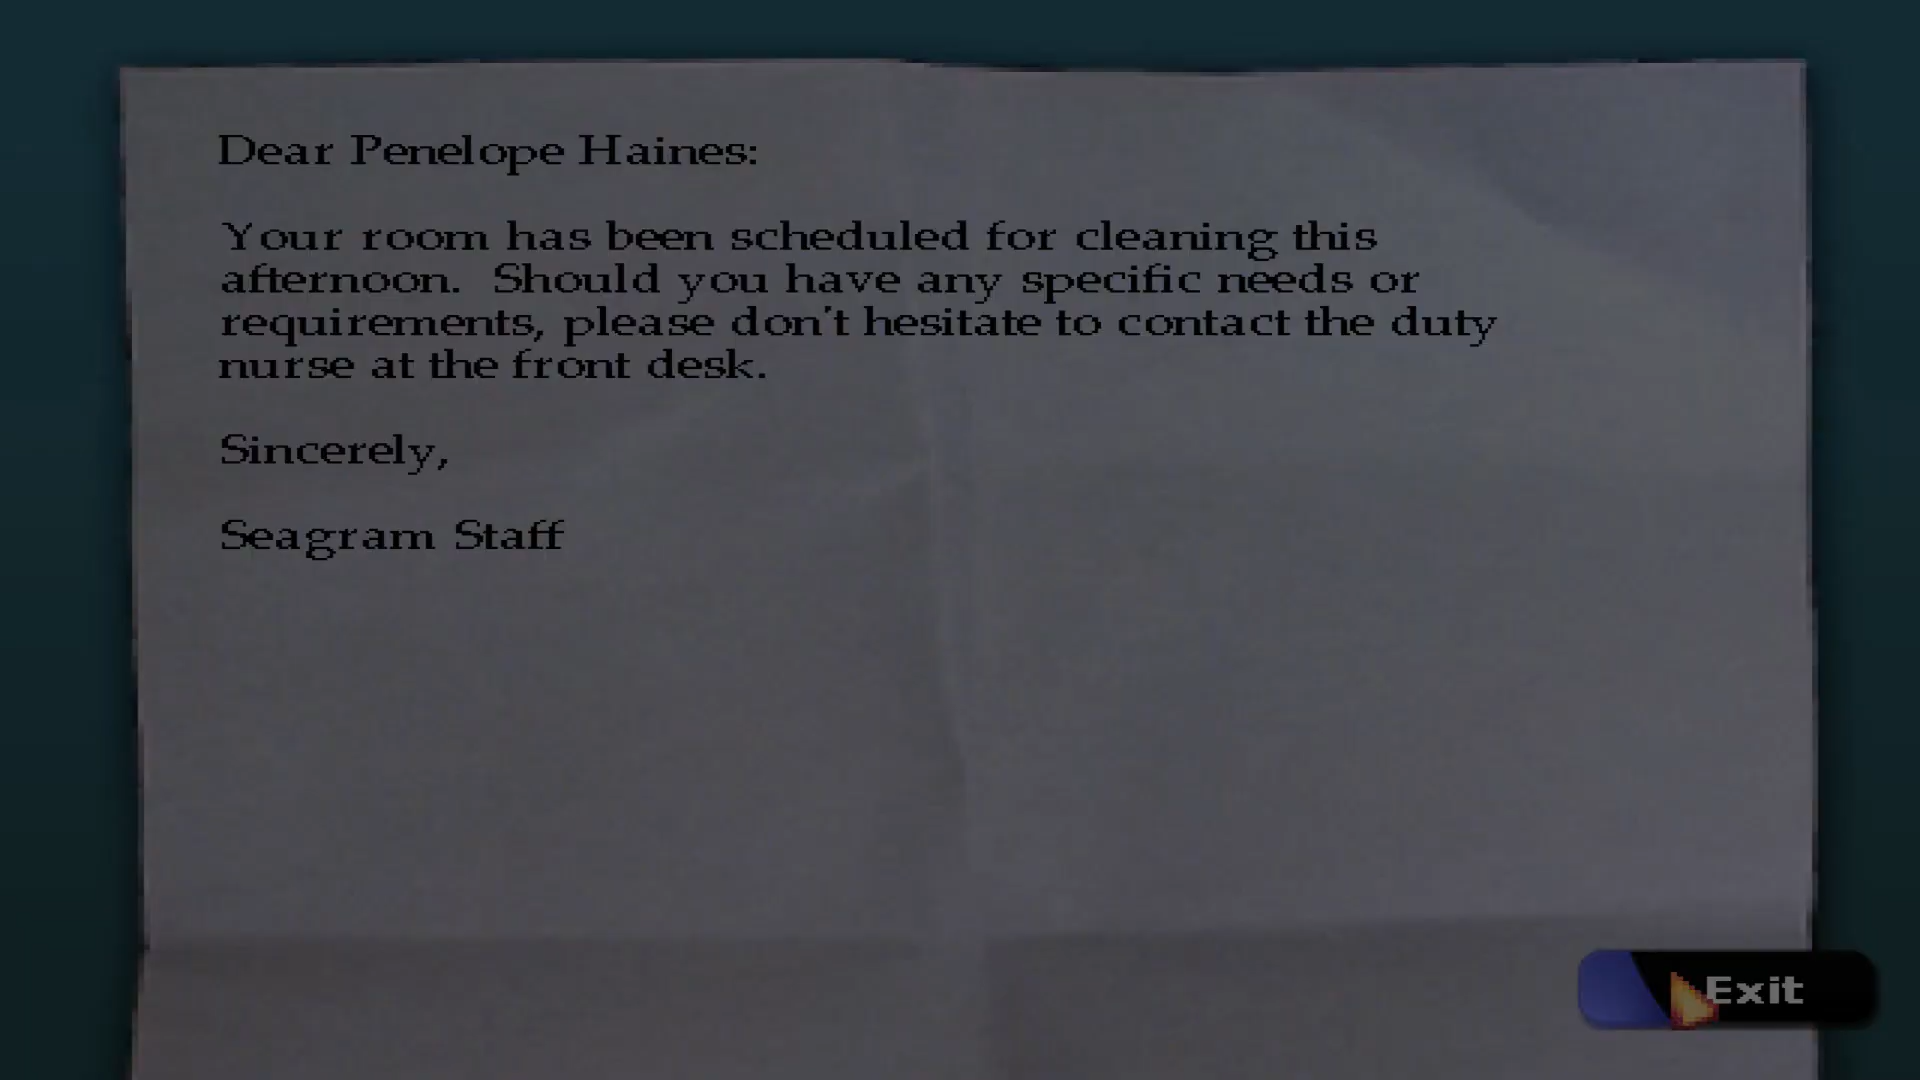 Dear Penelope Haines:
Your room has been scheduled for cleaning this
afternoon.  Should you have any specific needs or
requirements, please don't hesitate to contact the duty
nurse at the front desk.
Sincerely,
Seagram Staff
Exit